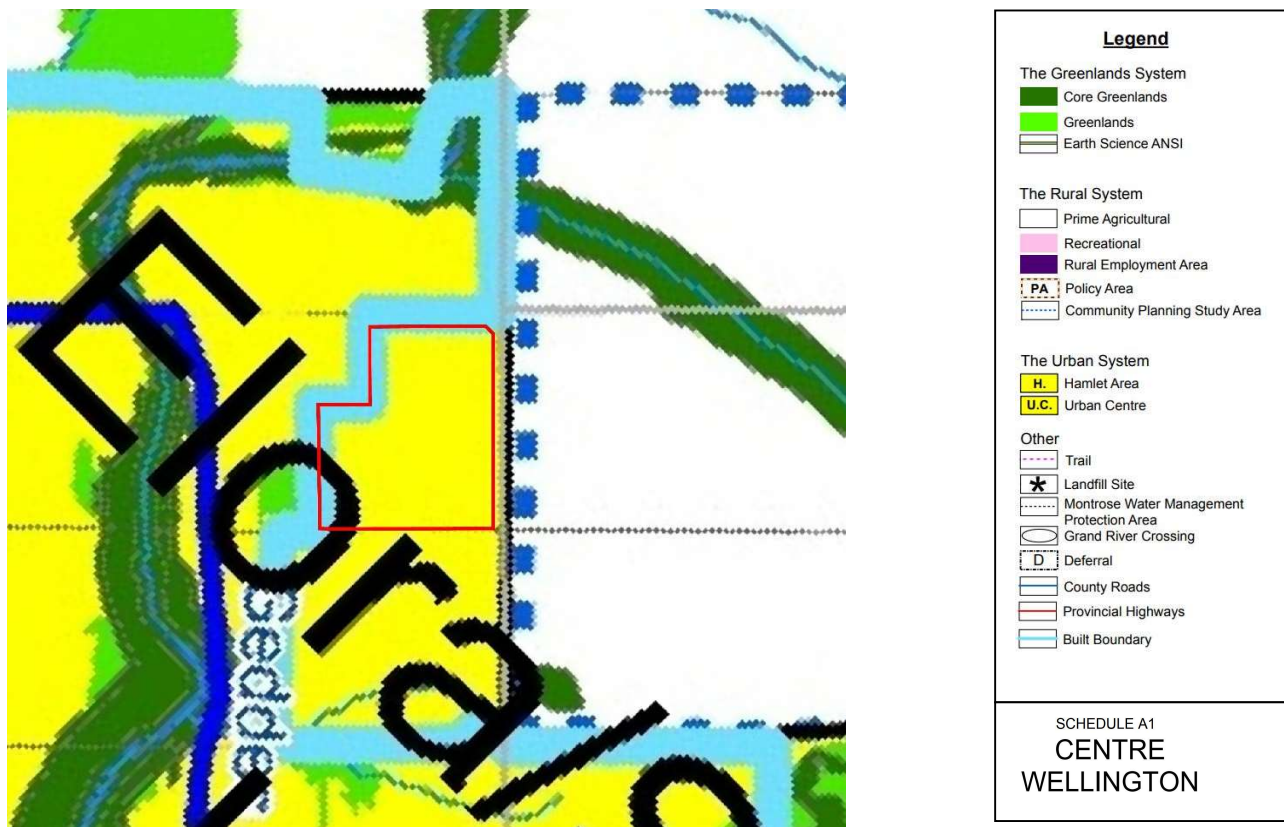 Elora/
Legend
The Greenlands System
Core Greenlands
Greenlands
Earth Science ANSI
The Rural System
Prime Agricultural
Recreational
Rural Employment Area
PA Policy Area
Community Planning Study Area
The Urban System
H. Hamlet Area
U.C. Urban Centre
Other
Trail
Landfill Site
Montrose Water Management
Protection Area
Grand River Crossing
D Deferral
County Roads
Provincial Highways
Built Boundary
SCHEDULE A1
CENTRE
WELLINGTON